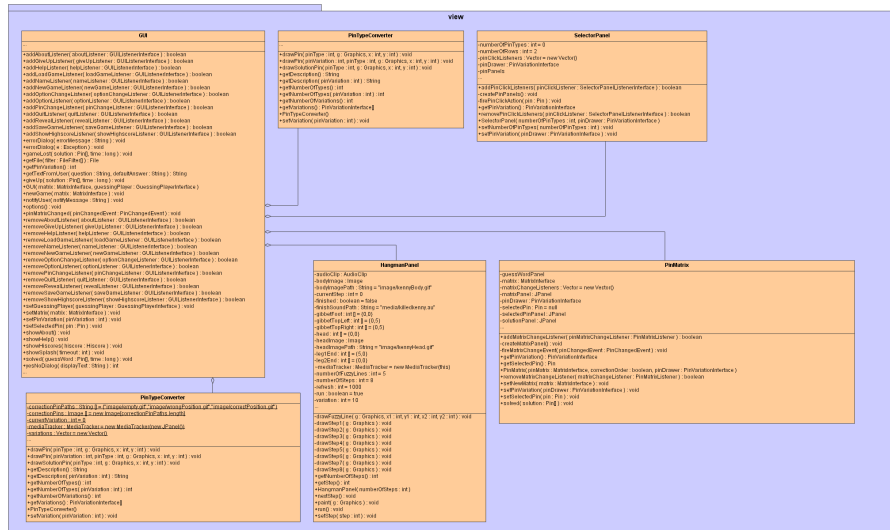 view
GUI
...
+addAboutListener( aboutListener : GUIListenerInterface ) : boolean
+addGiveUpListener( giveUpListener : GUIListenerInterface ) : boolean
+addHelpListener( helpListener : GUIListenerInterface ) : boolean
+addLoadGameListener( loadGameListener : GUIListenerInterface ) : boolean
+addNameListener( nameListener : GUIListenerInterface ) : boolean
+addNewGameListener( newGameListener : GUIListenerInterface ) : boolean
+addOptionChangeListener( optionChangeListener : GUIListenerInterface ) : boolean
+addOptionListener( optionListener : GUIListenerInterface ) : boolean
+addPinChangeListener( pinChangeListener : GUIListenerInterface ) : boolean
+addQuitListener( quitListener : GUIListenerInterface ) : boolean
+addRevealListener( revealListener : GUIListenerInterface ) : boolean
+addSaveGameListener( saveGameListener : GUIListenerInterface ) : boolean
+addShowHighscoreListener( showHighscoreListener : GUIListenerInterface ) : boolean
+errorDialog( errorMessage : String ) : void
+errorDialog( e : Exception ) : void
+gameLost( solution : Pin[], time : long ) : void
+getFile( filter : FileFilter[] ) : File
+getPinVariation() : int
+getTextFromUser( question : String, defaultAnswer : String ) : String
+giveUp( solution : Pin[], time : long ) : void
+GUI( matrix : MatrixInterface, guessingPlayer : GuessingPlayerInterface )
+newGame( matrix : MatrixInterface ) : void
+notifyUser( notifyMessage : String ) : void
+options() : void
+pinMatrixChanged( pinChangedEvent : PinChangedEvent ) : void
+removeAboutListener( aboutListener : GUIListenerInterface ) : boolean
+removeGiveUpListener( giveUpListener : GUIListenerInterface ) : boolean
+removeHelpListener( helpListener : GUIListenerInterface ) : boolean
+removeLoadGameListener( loadGameListener : GUIListenerInterface ) : boolean
+removeNameListener( nameListener : GUIListenerInterface ) : boolean
+removeNewGameListener( newGameListener : GUIListenerInterface ) : boolean
+removeOptionChangeListener( optionChangeListener : GUIListenerInterface ) : boolean
+removeOptionListener( optionListener : GUIListenerInterface ) : boolean
+removePinChangeListener( pinChangeListener : GUIListenerInterface ) : boolean
+removeQuitListener( quitListener : GUIListenerInterface ) : boolean
+removeRevealListener( revealListener : GUIListenerInterface ) : boolean
+removeSaveGameListener( saveGameListener : GUIListenerInterface ) : boolean
+removeShowHighscoreListener( showHighscoreListener : GUIListenerInterface ) : boolean
+setGuessingPlayer( guessingPlayer : GuessingPlayerInterface ) : void
+setMatrix( matrix : MatrixInterface ) : void
+setPinVariation( pinVariation : int ) : void
+setSelectedPin( pin : Pin ) : void
+showAbout() : void
+showHelp() : void
+showHiscores( hiscore : Hiscore ) : void
+showSplash( timeout : int ) : void
+solved( guessWord : Pin[], time : long ) : void
+yesNoDialog( displayText : String ) : int
PinTypeConverter
...
+drawPin( pinType : int, g : Graphics, x : int, y : int ) : void
+drawPin( pinVariation : int, pinType : int, g : Graphics, x : int, y : int ) : void
+drawSolutionPin( pinType : int, g : Graphics, x : int, y : int ) : void
+getDescription() : String
+getDescription( pinVariation : int ) : String
+getNumberOfTypes() : int
+getNumberOfTypes( pinVariation : int ) : int
+getNumberOfVariations() : int
+getVariations() : PinVariationInterface[]
+PinTypeConverter()
+setVariation( pinVariation : int ) : void
SelectorPanel
-numberOfPinTypes : int = 0
-numberOfRows : int = 2
-pinClickListeners : Vector = new Vector()
-pinDrawer : PinVariationInterface
-pinPanels
...
+addPinClickListeners( pinClickListener : SelectorPanelListenerInterface ) : boolean
-createPinPanels() : void
-firePinClickAction( pin : Pin ) : void
+getPinVariation() : PinVariationInterface
+removePinClickListeners( pinClickListener : SelectorPanelListenerInterface ) : boolean
+SelectorPanel( numberOfPinTypes : int, pinDrawer : PinVariationInterface )
+setNumberOfPinTypes( numberOfPinTypes : int ) : void
+setPinVariation( pinDrawer : PinVariationInterface ) : void
HangmanPanel
-audioClip : AudioClip
-bodyImage : Image
-bodyImagePath : String = "image/kennyBody.gif"
-currentStep : int = 0
-finished : boolean = false
-finishSoundPath : String = "media/killedkenny.au"
-gibbetFoot : int [] = {0,0}
-gibbetTopLeft : int [] = {0,5}
-gibbetTopRight : int [] = {0,5}
-head : int [] = {0,0}
-headImage : Image
-headImagePath : String = "image/kennyHead.gif"
-leg1End : int [] = {5,0}
-leg2End : int [] = {0,0}
-mediaTracker : MediaTracker = new MediaTracker(this)
-numberOfFuzzyLines : int = 5
-numberOfSteps : int = 8
-refresh : int = 1000
-run : boolean = true
-variation : int = 10
...
-drawFuzzyLine( g : Graphics, x1 : int, y1 : int, x2 : int, y2 : int ) : void
-drawStep1( g : Graphics ) : void
-drawStep2( g : Graphics ) : void
-drawStep3( g : Graphics ) : void
-drawStep4( g : Graphics ) : void
-drawStep5( g : Graphics ) : void
-drawStep6( g : Graphics ) : void
-drawStep7( g : Graphics ) : void
-drawStep8( g : Graphics ) : void
+getNumberOfSteps() : int
+getStep() : int
+HangmanPanel( numberOfSteps : int )
+nextStep() : void
+paint( g : Graphics ) : void
+run() : void
+setStep( step : int ) : void
PinMatrix
-guessWordPanel
-matrix : MatrixInterface
-matrixChangeListeners : Vector = new Vector()
-matrixPanel : JPanel
-pinDrawer : PinVariationInterface
-selectedPin : Pin = null
-selectedPanel : JPanel
-solutionPanel : JPanel
...
+addMatrixChangeListener( pinMatrixChangeListener : PinMatrixListener ) : boolean
-createMatrixPanel() : void
-fireMatrixChangeEvent( pinChangedEvent : PinChangedEvent ) : void
+getPinVariation() : PinVariationInterface
+getSelectedPin() : Pin
+PinMatrix( pinMatrix : MatrixInterface, correctionOrder : boolean, pinDrawer : PinVariationInterface )
+removeMatrixChangeListener( matrixChangeListener : PinMatrixListener ) : boolean
+setNewMatrix( matrix : MatrixInterface ) : void
+setPinVariation( pinDrawer : PinVariationInterface ) : void
+setSelectedPin( pin : Pin ) : void
+solved( solution : Pin[] ) : void
PinTypeConverter
-correctionPinPaths : String [] = {"image/empty.gif","image/wrongPosition.gif","image/correctPosition.gif"}
-correctionPins : Image [] = new Image[correctionPinPaths.length]
-currentVariation : int = 0
-mediaTracker : MediaTracker = new MediaTracker(new JPanel())
-variations : Vector = new Vector()
...
+drawPin( pinType : int, g : Graphics, x : int, y : int ) : void
+drawPin( pinVariation : int, pinType : int, g : Graphics, x : int, y : int ) : void
+drawSolutionPin( pinType : int, g : Graphics, x : int, y : int ) : void
+getDescription() : String
+getDescription( pinVariation : int ) : String
+getNumberOfTypes() : int
+getNumberOfTypes( pinVariation : int ) : int
+getNumberOfVariations() : int
+getVariations() : PinVariationInterface[]
+PinTypeConverter()
+setVariation( pinVariation : int ) : void